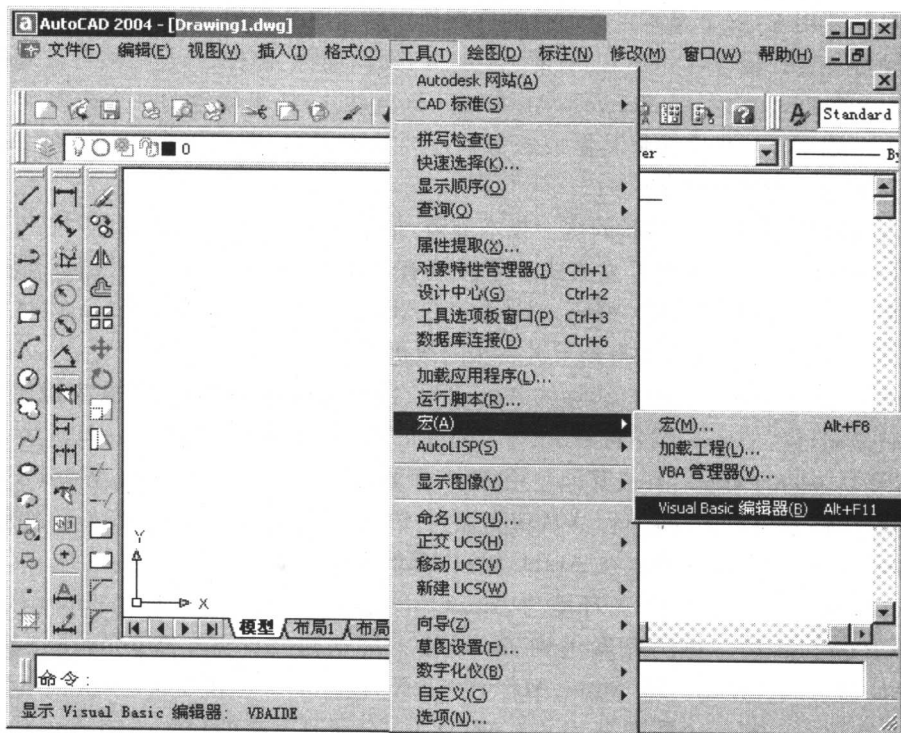 AutoCAD 2004 - [Drawing1.dwg]
文件(F) 编辑(E) 视图(V) 插入(I) 格式(O) 工具(T) 绘图(D) 标注(N) 修改(M) 窗口(W) 帮助(H)
Standard
0
Autodesk 网站(A)
CAD 标准(S)
拼写检查(E)
快速选择(K)...
显示顺序(O)
查询(Q)
属性提取(X)...
对象特性管理器(I) Ctrl+1
设计中心(G) Ctrl+2
工具选项板窗口(P) Ctrl+3
数据库连接(D) Ctrl+6
加载应用程序(L)...
运行脚本(R)...
宏(A)
AutoLISP(S)
显示图像(Y)
命名 UCS(U)...
正交 UCS(H)
移动 UCS(V)
新建 UCS(W)
向导(Z)
草图设置(F)...
数字化仪(B)
自定义(C)
选项(N)...
宏(M)... Alt+F8
加载工程(L)...
VBA 管理器(V)...
Visual Basic 编辑器(B) Alt+F11
Y
X
模型 布局1 布局
命令:
显示 Visual Basic 编辑器: VBAIDE